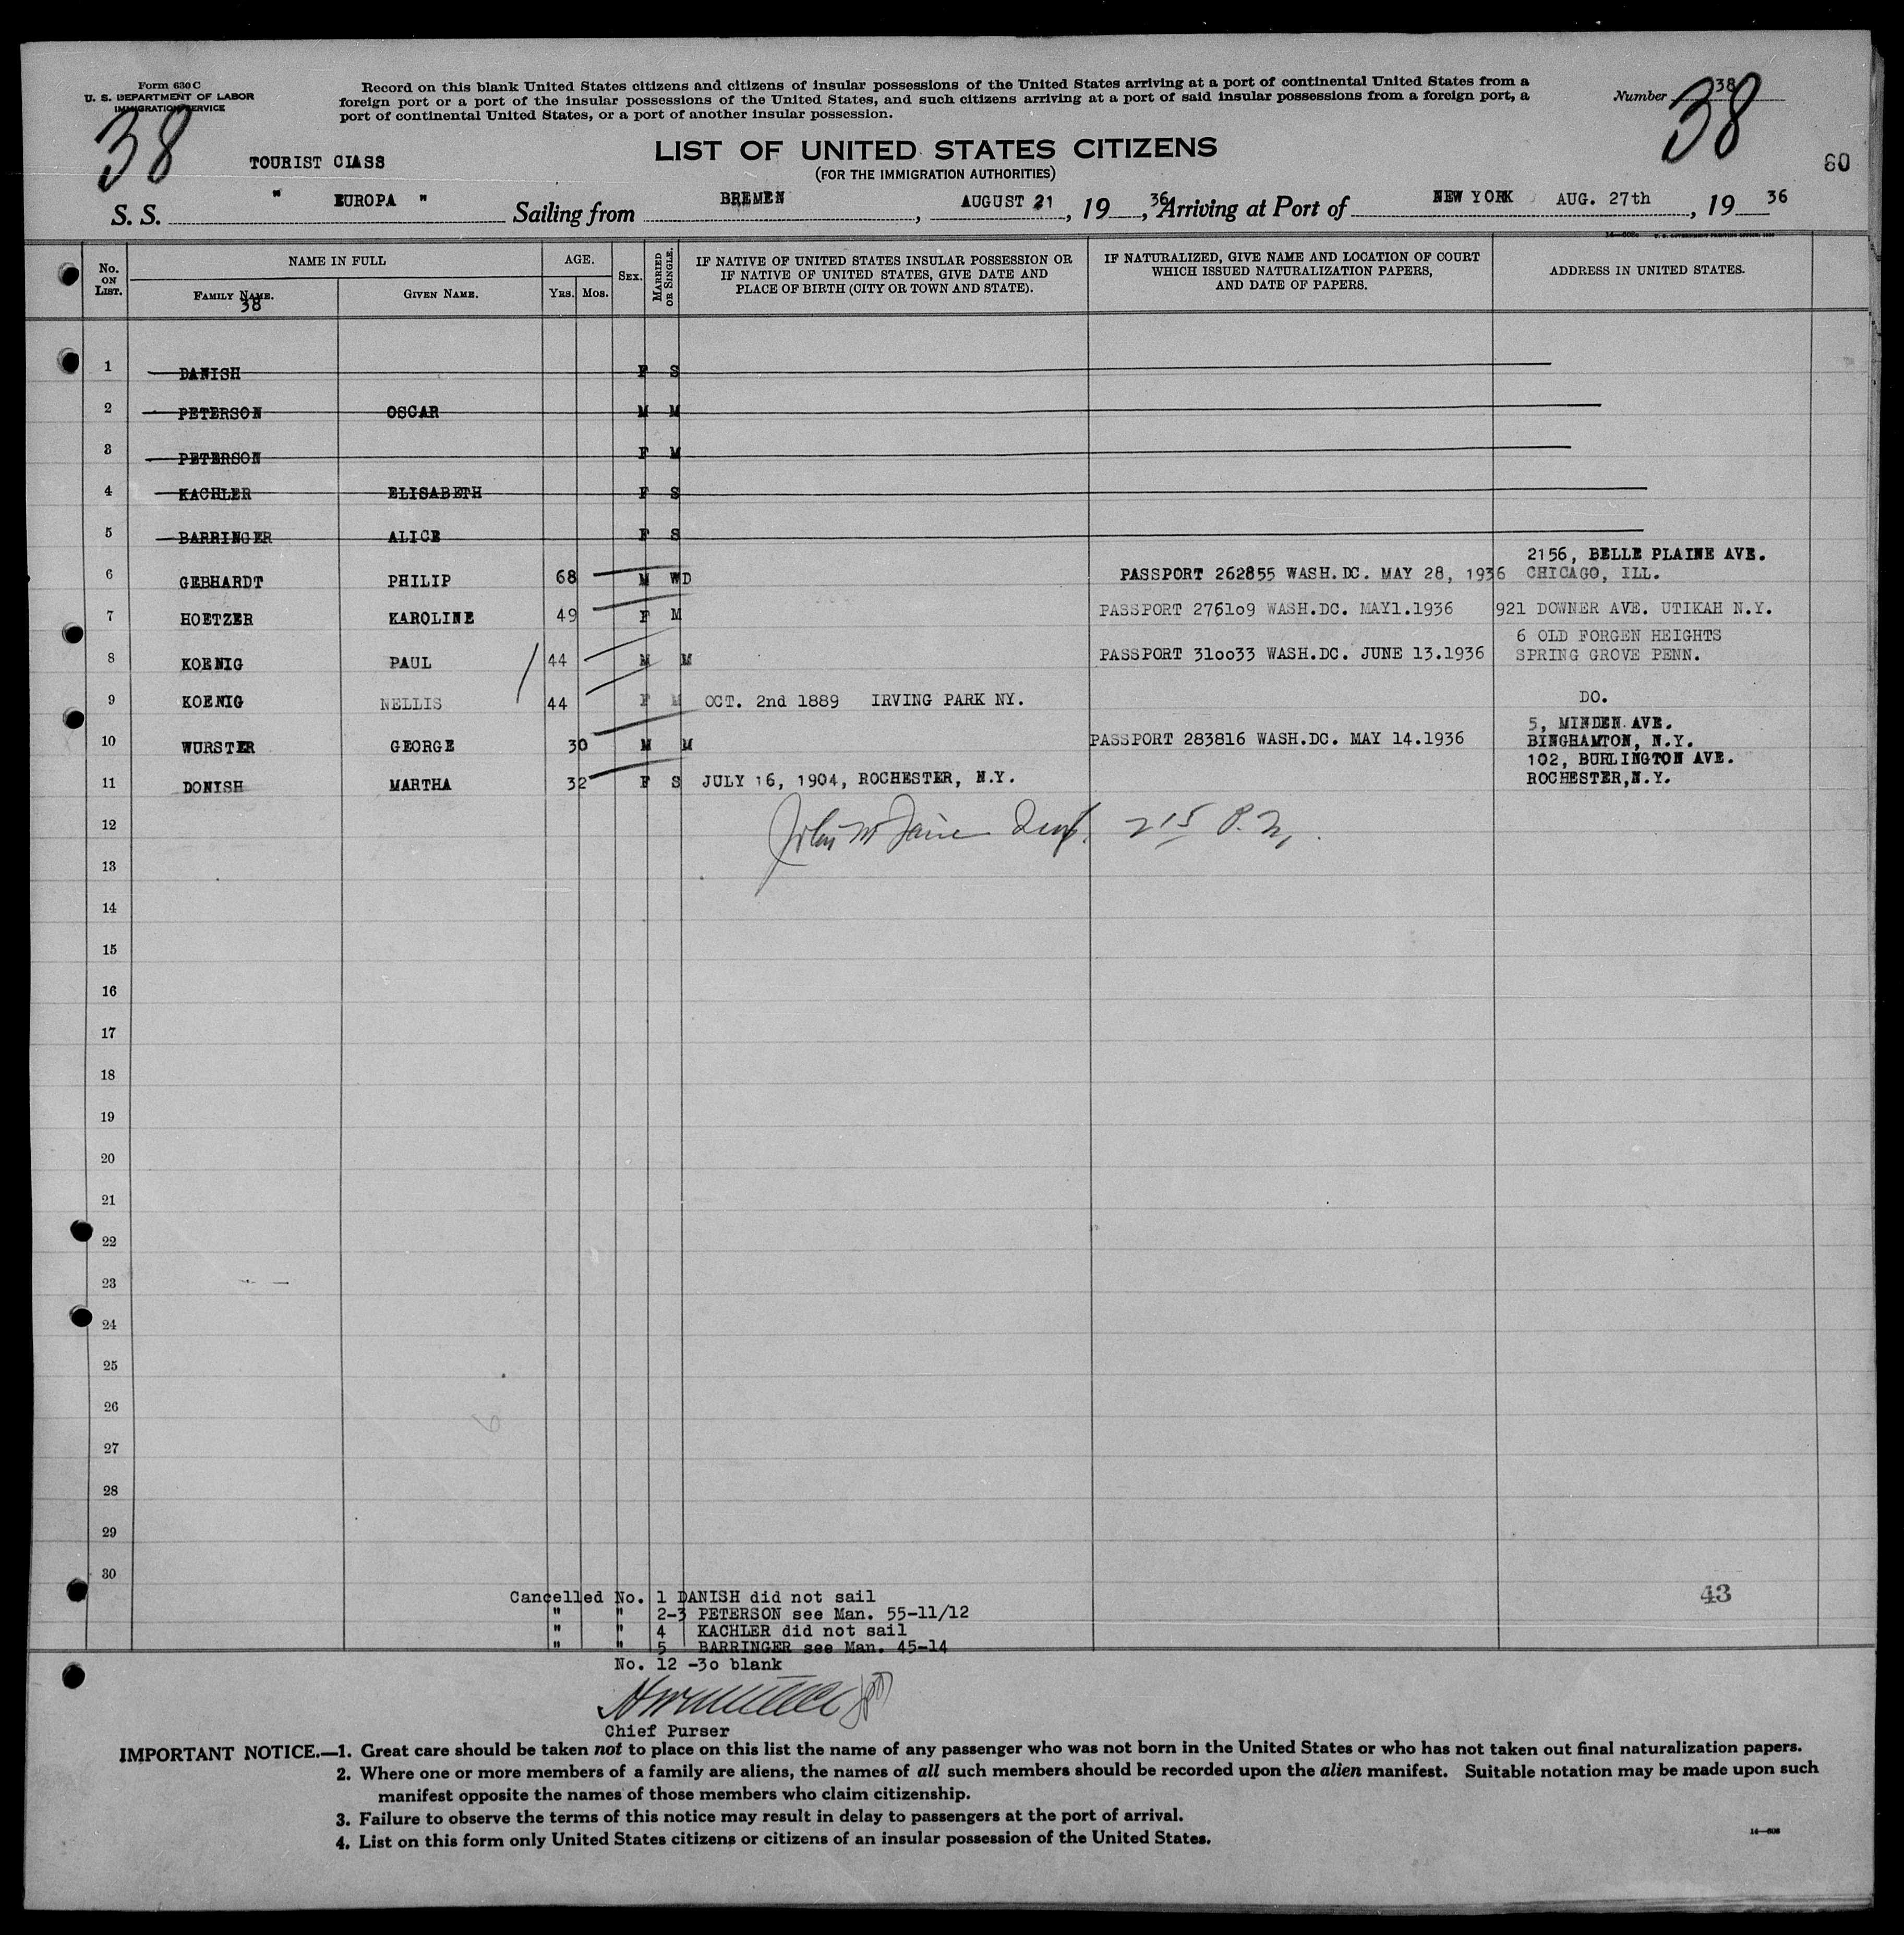 Form 630 C
U. S. DEPARTMENT OF LABOR
IMMIGRATION SERVICE
38
Record on this blank United States citizens and citizens of insular possessions of the United States arriving at a port of continental United States from a
foreign port or a port of the insular possessions of the United States, and such citizens arriving at a port of said insular possessions from a foreign port, a
port of continental United States, or a port of another insular possession.
Number 38
38
60
LIST OF UNITED STATES CITIZENS
(FOR THE IMMIGRATION AUTHORITIES)
TOURIST CLASS
S. S. " EUROPA " Sailing from BREMEN, AUGUST 21, 1936, Arriving at Port of NEW YORK AUG. 27th, 1936
No. ON LIST. NAME IN FULL AGE. SEX. MARRIED OR SINGLE. IF NATIVE OF UNITED STATES INSULAR POSSESSION OR IF NATIVE OF UNITED STATES, GIVE DATE AND PLACE OF BIRTH (CITY OR TOWN AND STATE). IF NATURALIZED, GIVE NAME AND LOCATION OF COURT WHICH ISSUED NATURALIZATION PAPERS, AND DATE OF PAPERS. ADDRESS IN UNITED STATES.
FAMILY NAME. GIVEN NAME. YRS. MOS.
38
1 DANISH F S
2 PETERSON OSCAR M M
3 PETERSON F M
4 KACHLER ELISABETH F S
5 BARRINGER ALICE F S
2156, BELLE PLAINE AVE.
6 GEBHARDT PHILIP 68 M WD PASSPORT 262855 WASH.DC. MAY 28, 1936 CHICAGO, ILL.
7 HOETZER KAROLINE 49 F M PASSPORT 276109 WASH.DC. MAY1.1936 921 DOWNER AVE. UTIKAH N.Y.
6 OLD FORGEN HEIGHTS
8 KOENIG PAUL 44 M M PASSPORT 310033 WASH.DC. JUNE 13.1936 SPRING GROVE PENN.
9 KOENIG NELLIS 44 F M OCT. 2nd 1889 IRVING PARK NY. DO.
5, MINDEN AVE.
10 WURSTER GEORGE 30 M M PASSPORT 283816 WASH.DC. MAY 14.1936 BINGHAMTON, N.Y.
102, BURLINGTON AVE.
11 DONISH MARTHA 32 F S JULY 16, 1904, ROCHESTER, N.Y. ROCHESTER,N.Y.
12
215 P.M.
13
14
15
16
17
18
19
20
21
22
23
24
25
26
27
28
29
30
Cancelled No. 1 DANISH did not sail
" " 2-3 PETERSON see Man. 55-11/12
" " 4 KACHLER did not sail
" " 5 BARRINGER see Man. 45-14
No. 12 -30 blank
43
Chief Purser
IMPORTANT NOTICE.—1. Great care should be taken not to place on this list the name of any passenger who was not born in the United States or who has not taken out final naturalization papers.
2. Where one or more members of a family are aliens, the names of all such members should be recorded upon the alien manifest. Suitable notation may be made upon such
manifest opposite the names of those members who claim citizenship.
3. Failure to observe the terms of this notice may result in delay to passengers at the port of arrival.
4. List on this form only United States citizens or citizens of an insular possession of the United States.